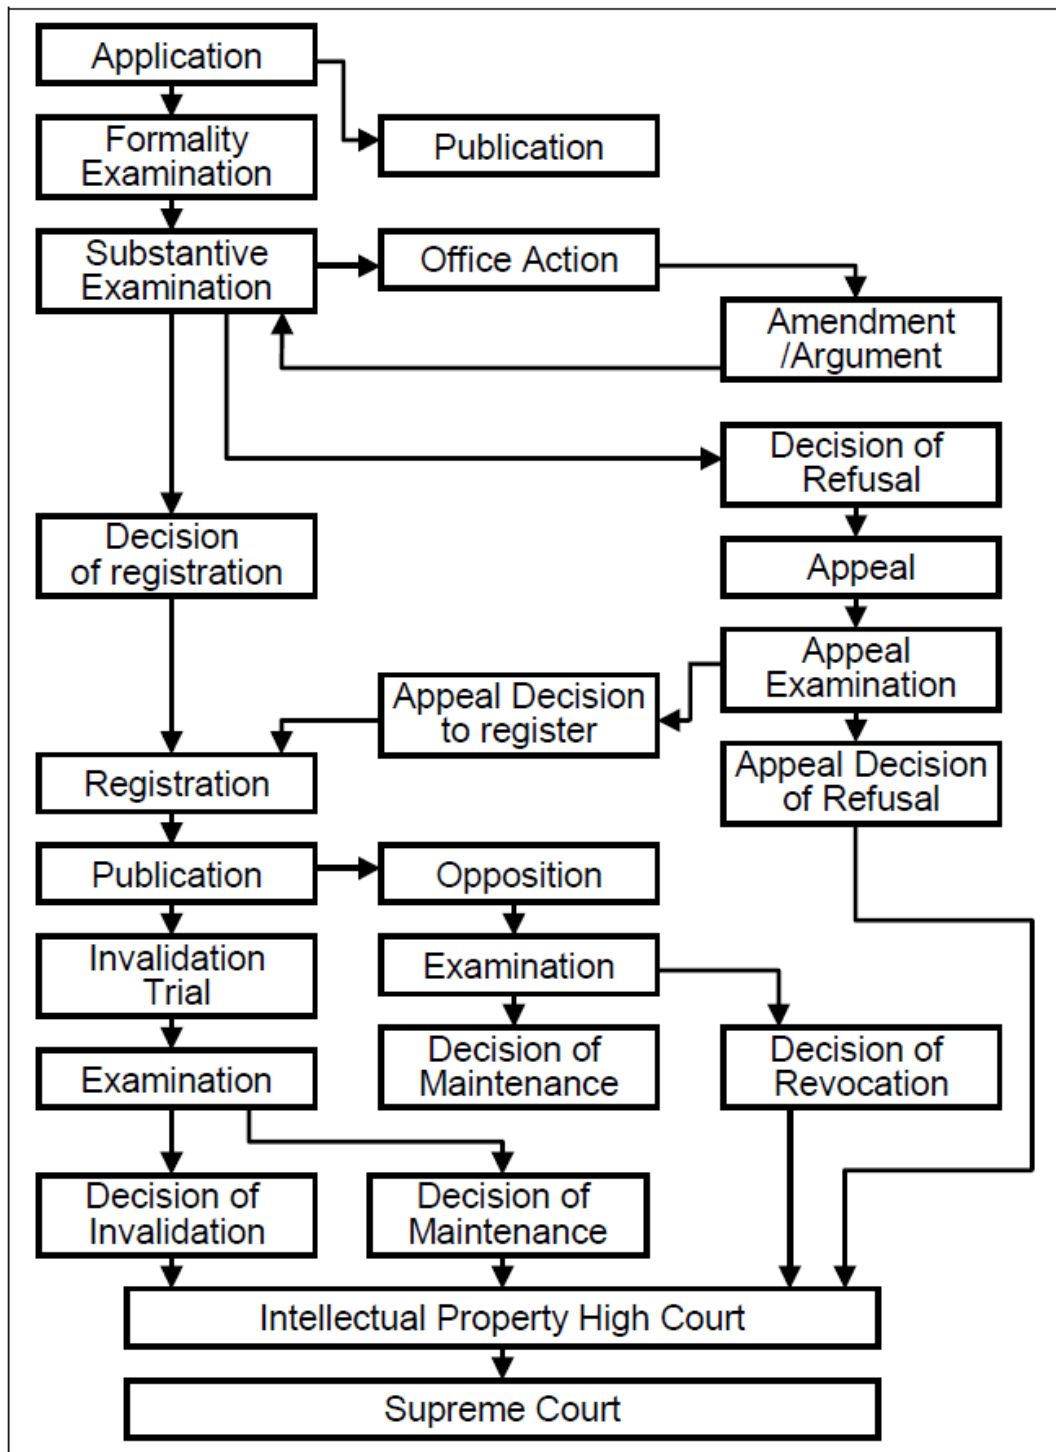 Application
Formality
Examination
Publication
Substantive
Examination
Office Action
Amendment
/Argument
Decision of
Refusal
Decision
of registration
Appeal
Appeal
Examination
Appeal Decision
to register
Registration
Appeal Decision
of Refusal
Publication
Opposition
Invalidation
Trial
Examination
Examination
Decision of
Maintenance
Decision of
Revocation
Decision of
Invalidation
Decision of
Maintenance
Intellectual Property High Court
Supreme Court